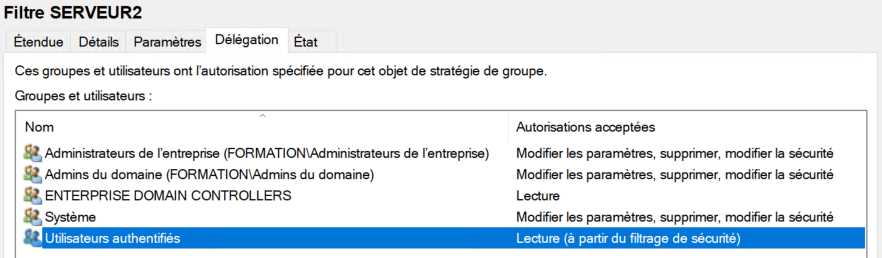 Filtre SERVEUR2
Étendue Détails Paramètres Délégation État
Ces groupes et utilisateurs ont l'autorisation spécifiée pour cet objet de stratégie de groupe.
Groupes et utilisateurs :
Nom Autorisations acceptées
Administrateurs de l'entreprise (FORMATION\Administrateurs de l'entreprise) Modifier les paramètres, supprimer, modifier la sécurité
Admins du domaine (FORMATION\Admins du domaine) Modifier les paramètres, supprimer, modifier la sécurité
ENTERPRISE DOMAIN CONTROLLERS Lecture
Système Modifier les paramètres, supprimer, modifier la sécurité
Utilisateurs authentifiés Lecture (à partir du filtrage de sécurité)